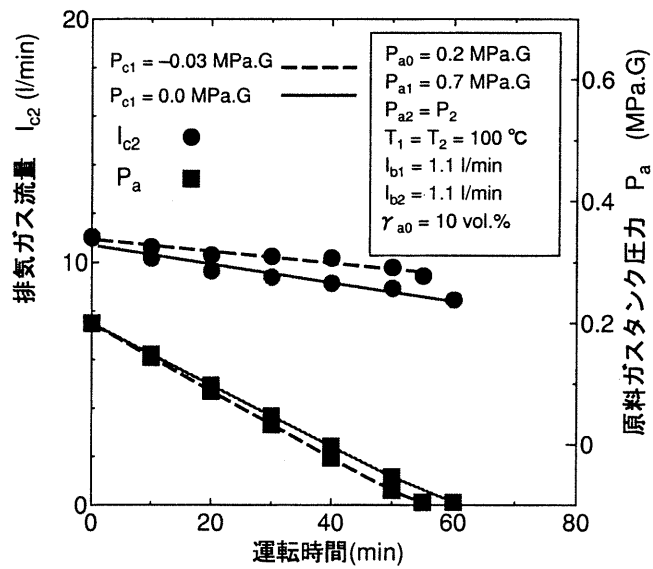 20
10
0
排気ガス流量 I_c2 (l/min)
P_c1 = −0.03 MPa.G
P_c1 = 0.0 MPa.G
I_c2
P_a
P_a0 = 0.2 MPa.G
P_a1 = 0.7 MPa.G
P_a2 = P_2
T_1 = T_2 = 100 ℃
I_b1 = 1.1 l/min
I_b2 = 1.1 l/min
γ_a0 = 10 vol.%
0.6
0.4
0.2
0
原料ガスタンク圧力 P_a (MPa.G)
0 20 40 60 80
運転時間(min)